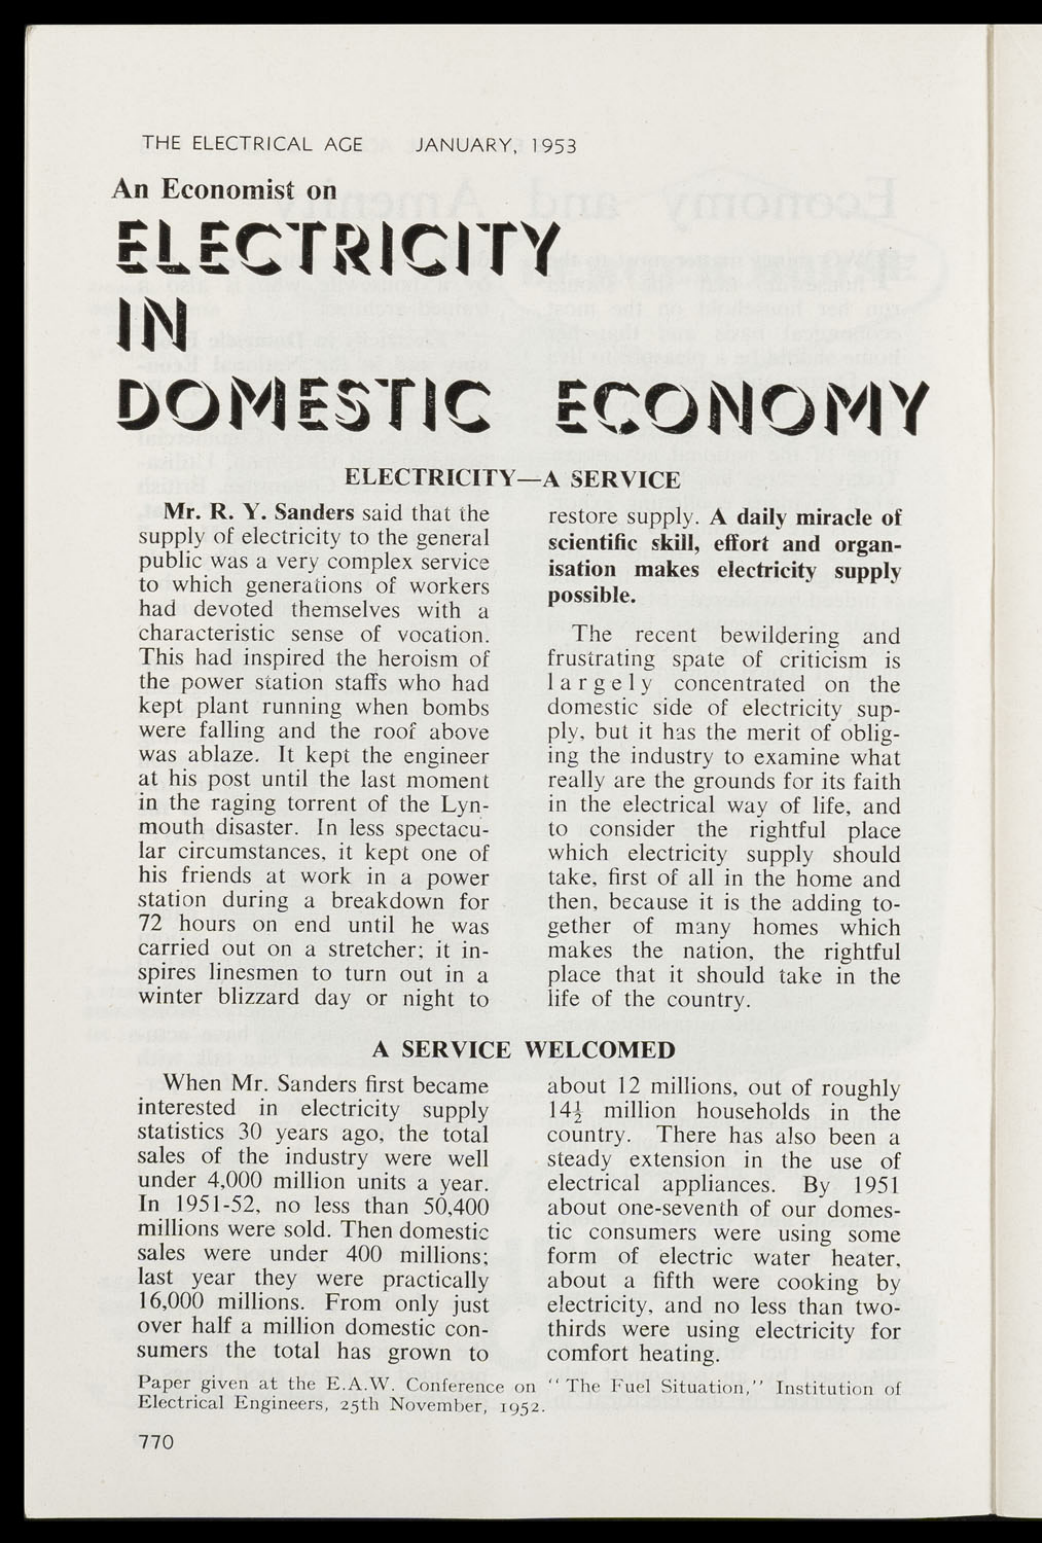 THE ELECTRICAL AGE JANUARY, 1953
An Economist on
ELECTRICITY
IN
DOMESTIC ECONOMY
ELECTRICITY—A SERVICE
Mr. R. Y. Sanders said that the
supply of electricity to the general
public was a very complex service
to which generations of workers
had devoted themselves with a
characteristic sense of vocation.
This had inspired the heroism of
the power station staffs who had
kept plant running when bombs
were falling and the roof above
was ablaze. It kept the engineer
at his post until the last moment
in the raging torrent of the Lyn-
mouth disaster. In less spectacu-
lar circumstances, it kept one of
his friends at work in a power
station during a breakdown for
72 hours on end until he was
carried out on a stretcher; it in-
spires linesmen to turn out in a
winter blizzard day or night to
restore supply. A daily miracle of
scientific skill, effort and organ-
isation makes electricity supply
possible.
The recent bewildering and
frustrating spate of criticism is
largely concentrated on the
domestic side of electricity sup-
ply, but it has the merit of oblig-
ing the industry to examine what
really are the grounds for its faith
in the electrical way of life, and
to consider the rightful place
which electricity supply should
take, first of all in the home and
then, because it is the adding to-
gether of many homes which
makes the nation, the rightful
place that it should take in the
life of the country.
A SERVICE WELCOMED
When Mr. Sanders first became
interested in electricity supply
statistics 30 years ago, the total
sales of the industry were well
under 4,000 million units a year.
In 1951-52, no less than 50,400
millions were sold. Then domestic
sales were under 400 millions;
last year they were practically
16,000 millions. From only just
over half a million domestic con-
sumers the total has grown to
about 12 millions, out of roughly
14½ million households in the
country. There has also been a
steady extension in the use of
electrical appliances. By 1951
about one-seventh of our domes-
tic consumers were using some
form of electric water heater,
about a fifth were cooking by
electricity, and no less than two-
thirds were using electricity for
comfort heating.
Paper given at the E.A.W. Conference on "The Fuel Situation," Institution of
Electrical Engineers, 25th November, 1952.
770